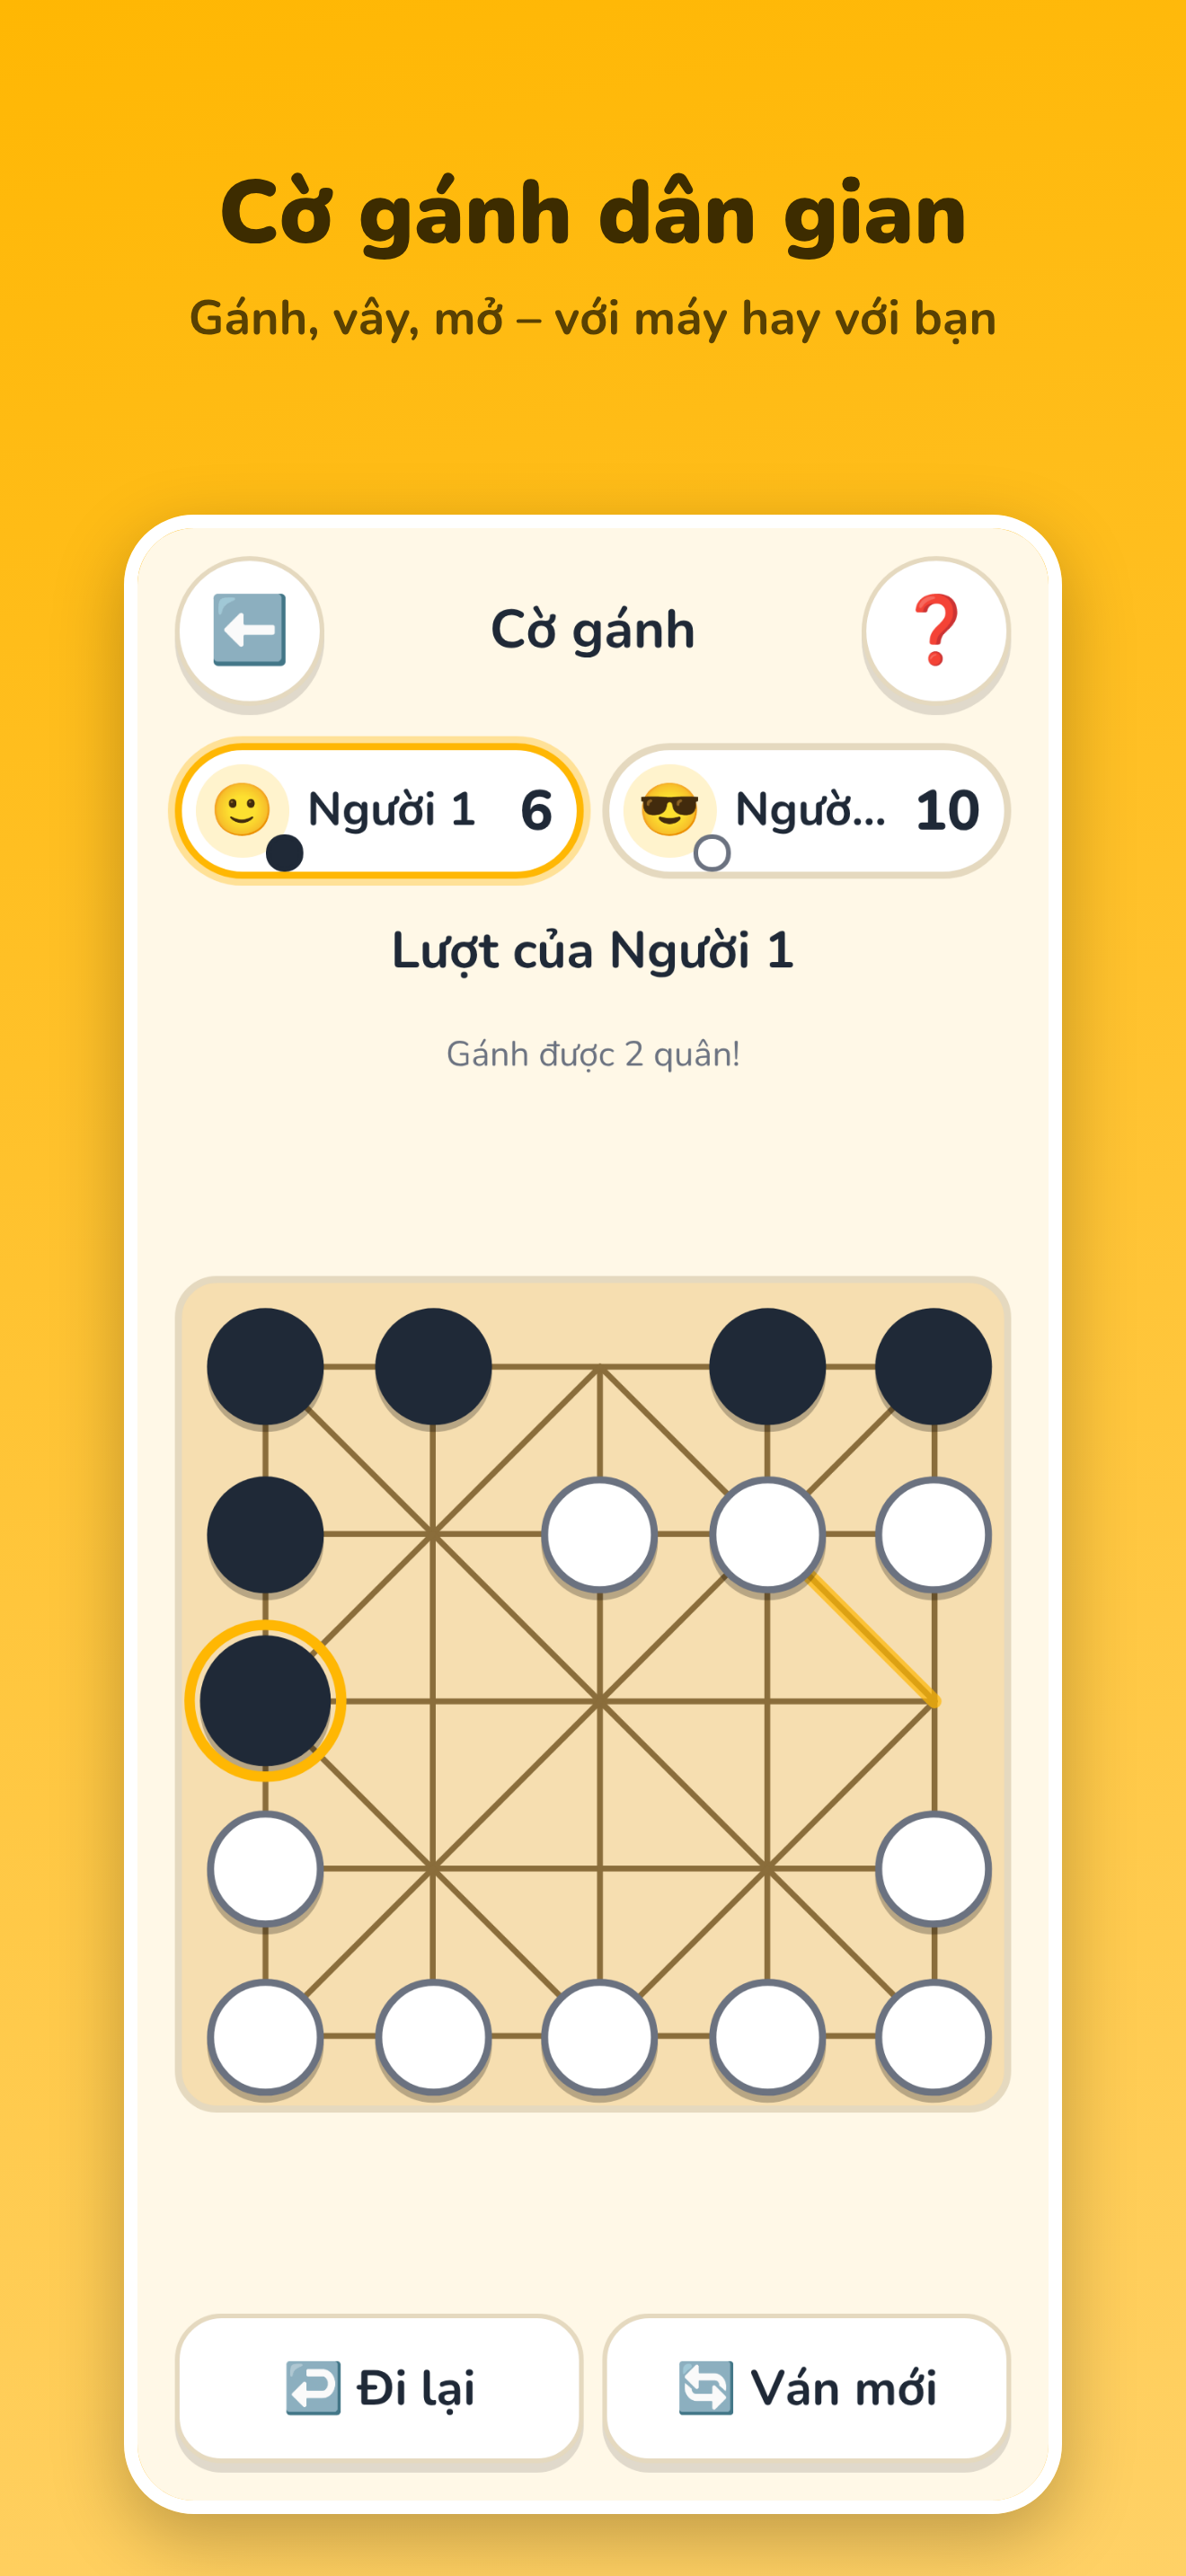 Cờ gánh dân gian
Gánh, vây, mở – với máy hay với bạn
Cờ gánh
Người 1 6
Ngườ... 10
Lượt của Người 1
Gánh được 2 quân!
Đi lại
Ván mới